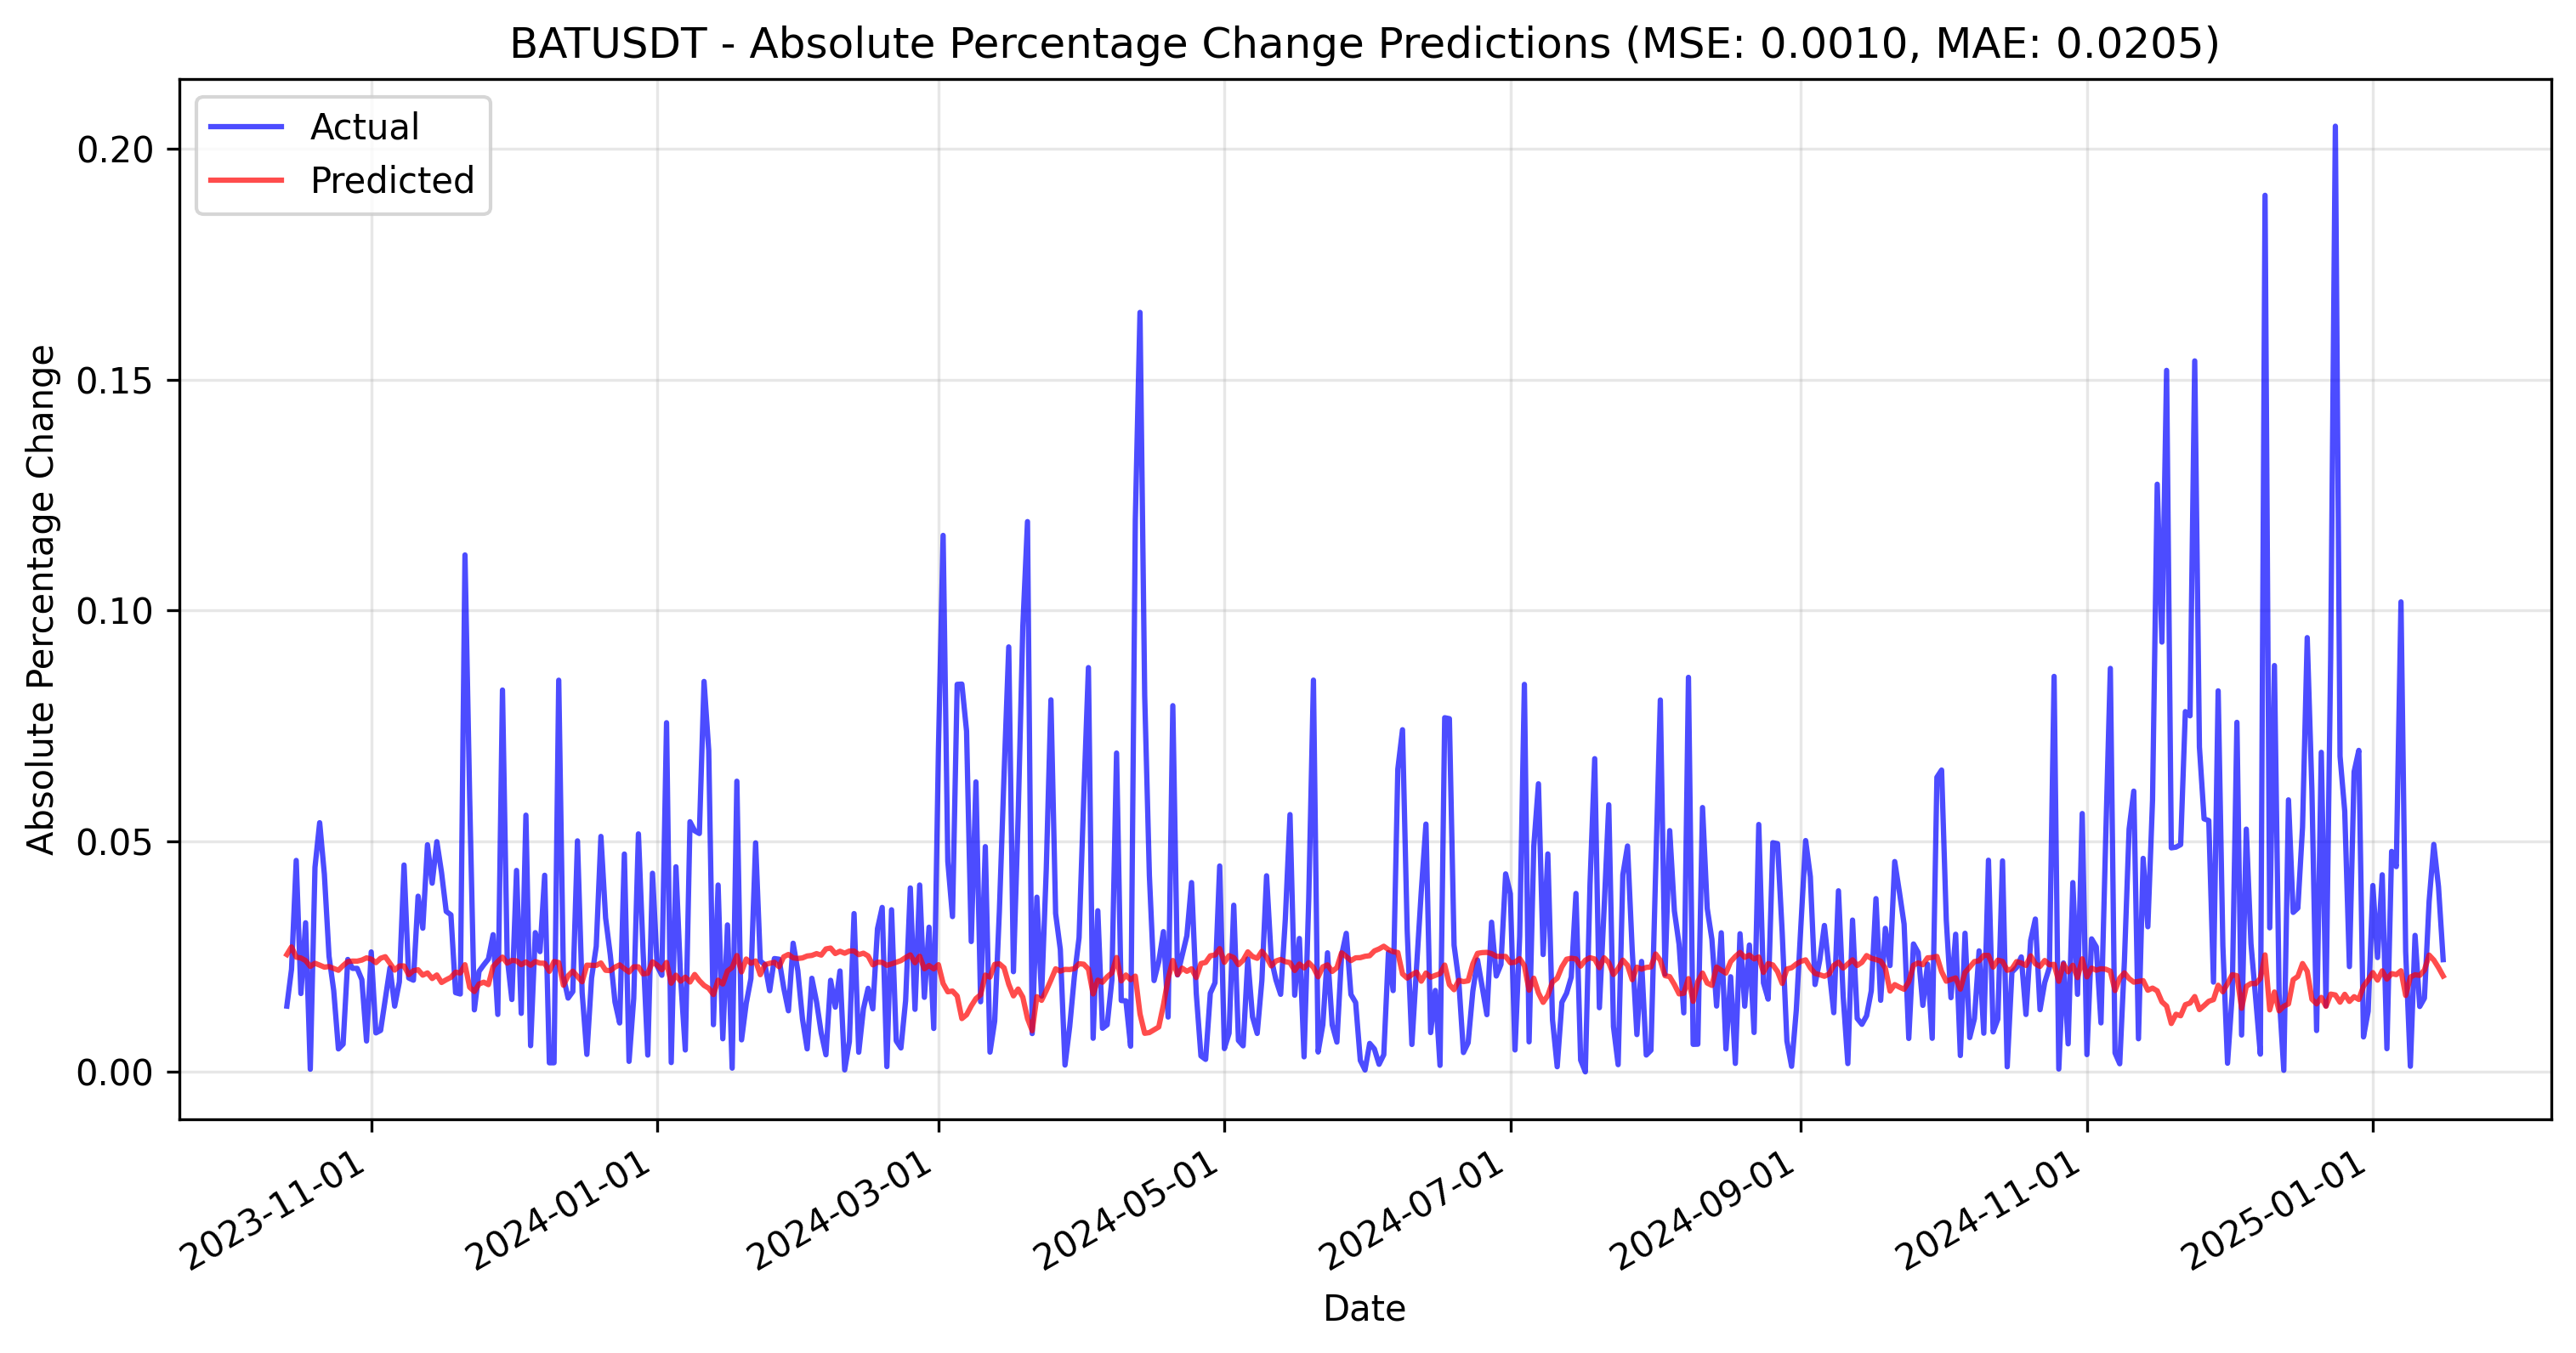 BATUSDT - Absolute Percentage Change Predictions (MSE: 0.0010, MAE: 0.0205)
Actual
Predicted
Absolute Percentage Change
0.20
0.15
0.10
0.05
0.00
2023-11-01
2024-01-01
2024-03-01
2024-05-01
2024-07-01
2024-09-01
2024-11-01
2025-01-01
Date